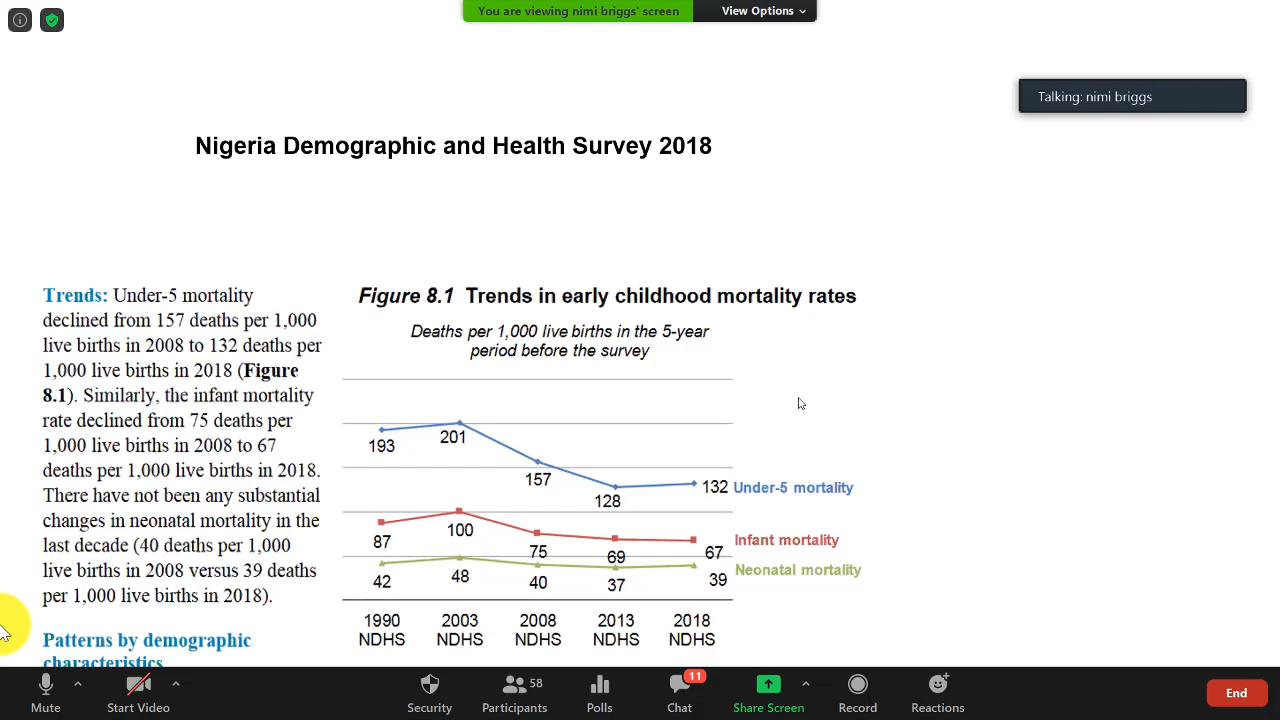 You are viewing nimi briggs' screen
View Options
Talking: nimi briggs
Nigeria Demographic and Health Survey 2018
Trends: Under-5 mortality
declined from 157 deaths per 1,000
live births in 2008 to 132 deaths per
1,000 live births in 2018 (Figure
8.1). Similarly, the infant mortality
rate declined from 75 deaths per
1,000 live births in 2008 to 67
deaths per 1,000 live births in 2018.
There have not been any substantial
changes in neonatal mortality in the
last decade (40 deaths per 1,000
live births in 2008 versus 39 deaths
per 1,000 live births in 2018).
Patterns by demographic
characteristics
Figure 8.1 Trends in early childhood mortality rates
Deaths per 1,000 live births in the 5-year
period before the survey
193 201 157 128 132 Under-5 mortality
87 100 75 69 67 Infant mortality
42 48 40 37 39 Neonatal mortality
1990 2003 2008 2013 2018
NDHS NDHS NDHS NDHS NDHS
58
11
Mute Start Video Security Participants Polls Chat Share Screen Record Reactions End